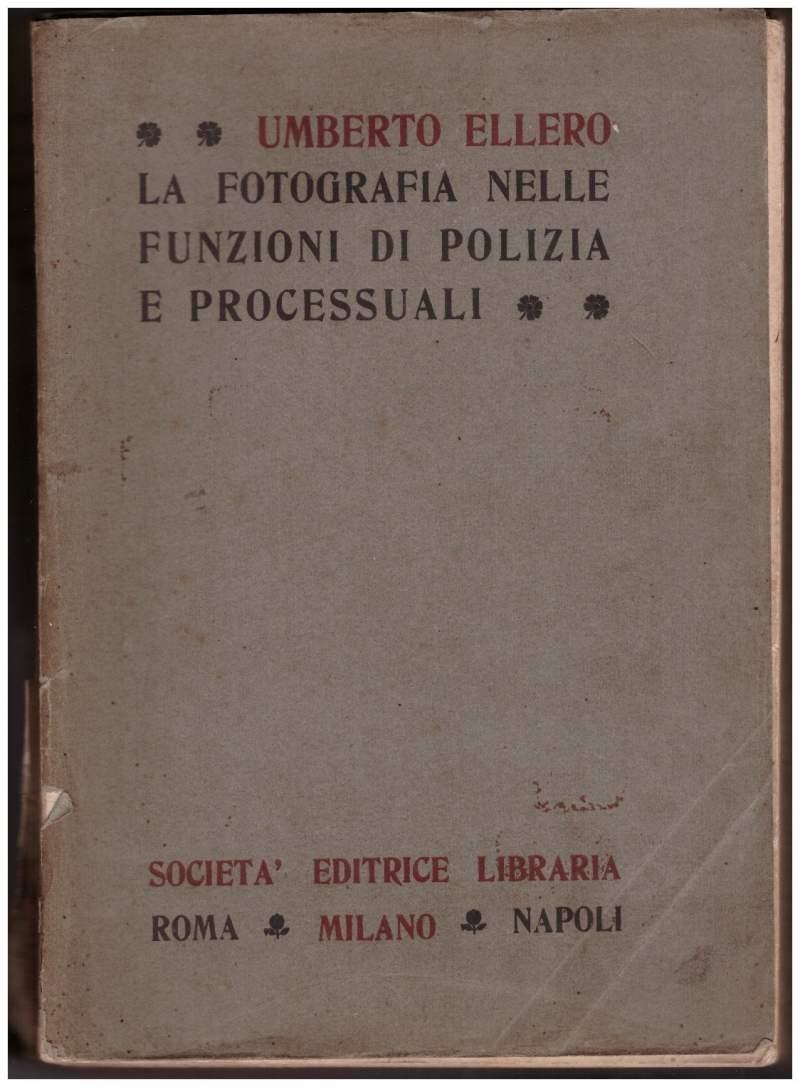 UMBERTO ELLERO
LA FOTOGRAFIA NELLE
FUNZIONI DI POLIZIA
E PROCESSUALI
SOCIETA' EDITRICE LIBRARIA
ROMA MILANO NAPOLI